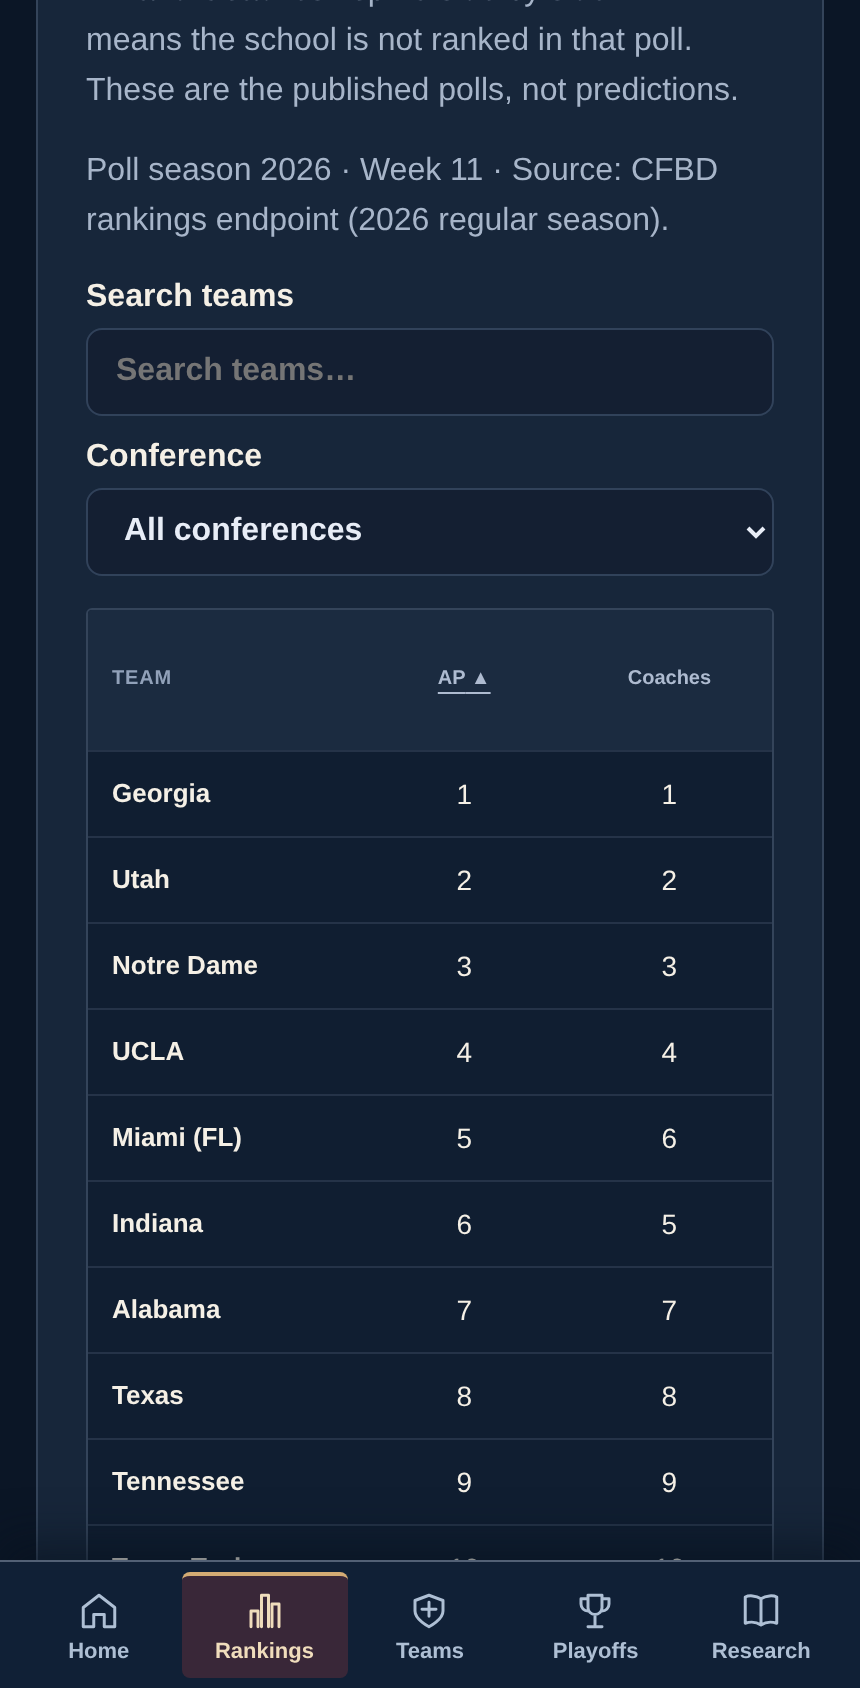 means the school is not ranked in that poll.
These are the published polls, not predictions.
Poll season 2026 · Week 11 · Source: CFBD
rankings endpoint (2026 regular season).
Search teams
Search teams…
Conference
All conferences
TEAM AP ▲ Coaches
Georgia 1 1
Utah 2 2
Notre Dame 3 3
UCLA 4 4
Miami (FL) 5 6
Indiana 6 5
Alabama 7 7
Texas 8 8
Tennessee 9 9
Home Rankings Teams Playoffs Research